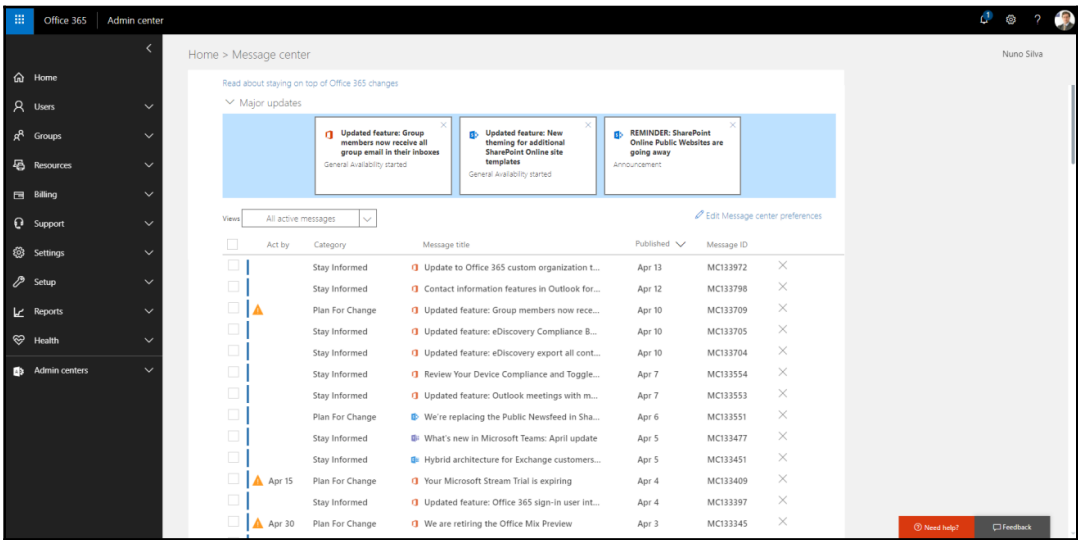 Office 365 Admin center
1
?
Home > Message center
Nuno Silva
Home
Users
Groups
Resources
Billing
Support
Settings
Setup
Reports
Health
Admin centers
Read about staying on top of Office 365 changes
Major updates
Updated feature: Group
members now receive all
group email in their inboxes
General Availability started
Updated feature: New
theming for additional
SharePoint Online site
templates
General Availability started
REMINDER: SharePoint
Online Public Websites are
going away
Announcement
Views All active messages
Edit Message center preferences
Act by Category Message title Published Message ID
Stay Informed Update to Office 365 custom organization t... Apr 13 MC133972
Stay Informed Contact information features in Outlook for... Apr 12 MC133798
Plan For Change Updated feature: Group members now rece... Apr 10 MC133709
Stay Informed Updated feature: eDiscovery Compliance B... Apr 10 MC133705
Stay Informed Updated feature: eDiscovery export all cont... Apr 10 MC133704
Stay Informed Review Your Device Compliance and Toggle... Apr 7 MC133554
Stay Informed Updated feature: Outlook meetings with m... Apr 7 MC133553
Plan For Change We're replacing the Public Newsfeed in Sha... Apr 6 MC133551
Stay Informed What's new in Microsoft Teams: April update Apr 5 MC133477
Stay Informed Hybrid architecture for Exchange customers... Apr 5 MC133451
Apr 15 Plan For Change Your Microsoft Stream Trial is expiring Apr 4 MC133409
Stay Informed Updated feature: Office 365 sign-in user int... Apr 4 MC133397
Apr 30 Plan For Change We are retiring the Office Mix Preview Apr 3 MC133345
Need help?
Feedback